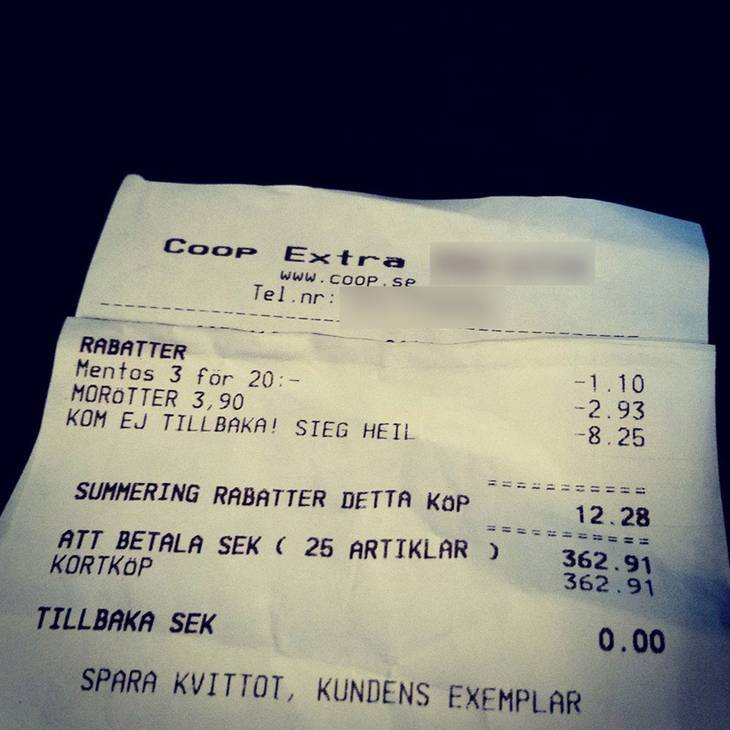 Coop Extra
www.coop.se
Tel.nr:
RABATTER
Mentos 3 för 20:- -1.10
MORÖTTER 3,90 -2.93
KOM EJ TILLBAKA! SIEG HEIL -8.25
===========
SUMMERING RABATTER DETTA KÖP 12.28
===========
ATT BETALA SEK ( 25 ARTIKLAR ) 362.91
KORTKÖP 362.91
TILLBAKA SEK 0.00
SPARA KVITTOT, KUNDENS EXEMPLAR